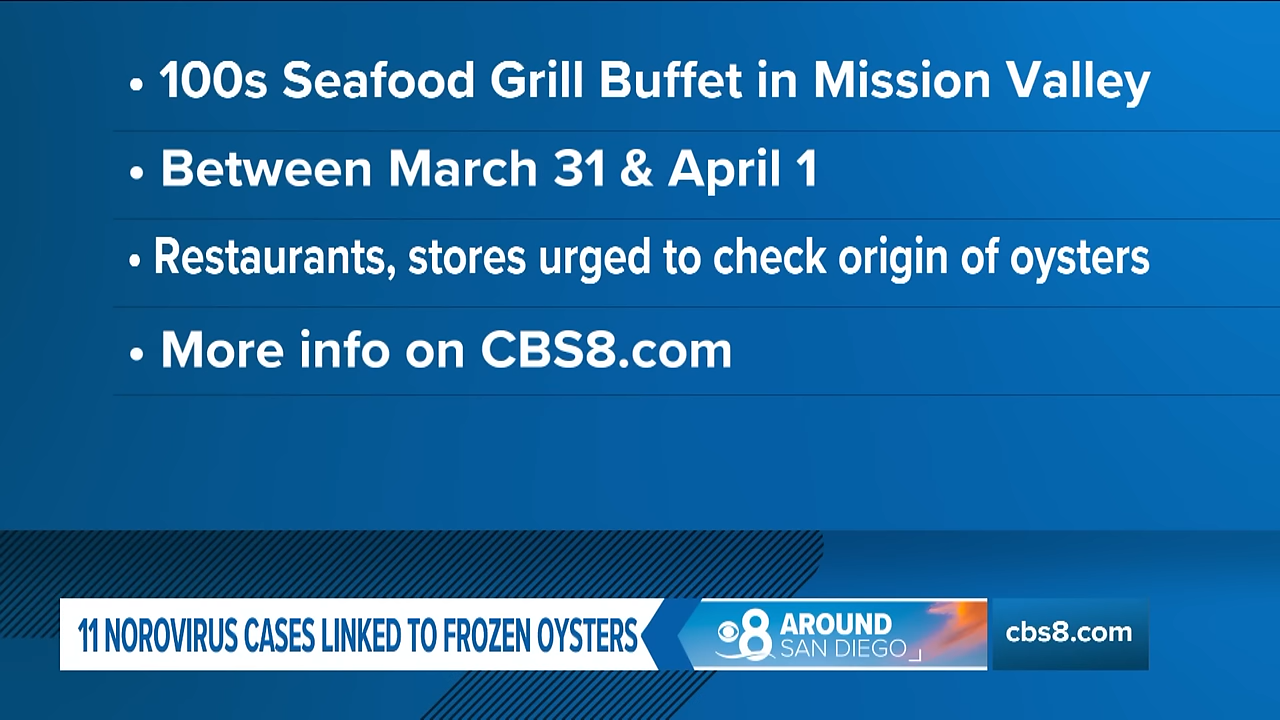 • 100s Seafood Grill Buffet in Mission Valley
• Between March 31 & April 1
• Restaurants, stores urged to check origin of oysters
• More info on CBS8.com
11 NOROVIRUS CASES LINKED TO FROZEN OYSTERS
8 AROUND
SAN DIEGO
cbs8.com